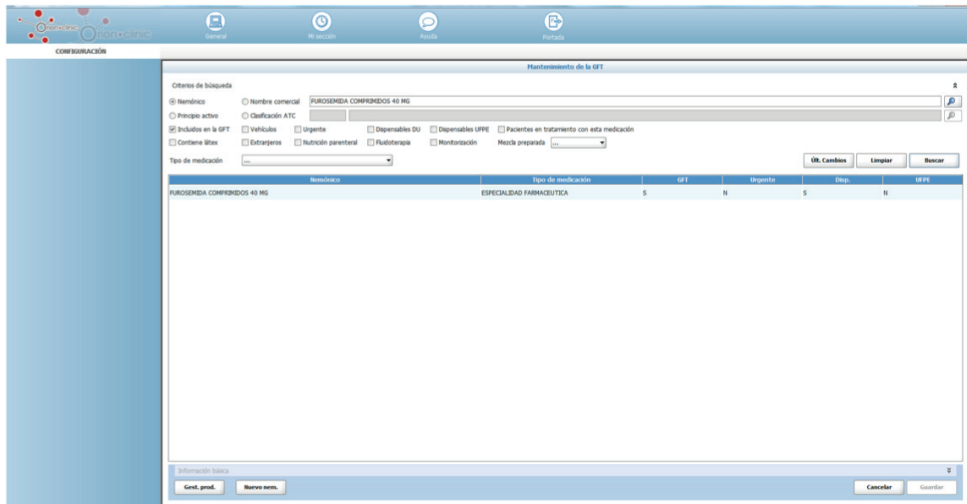 Orion clinic orion clinic
General Mi sección Ayuda Portada
CONFIGURACIÓN
Mantenimiento de la GFT
Criterios de búsqueda
Nemónico Nombre comercial FUROSEMIDA COMPRIMIDOS 40 MG
Principio activo Clasificación ATC
Incluidos en la GFT Vehículos Urgente Dispensables DU Dispensables UFPE Pacientes en tratamiento con esta medicación
Contiene látex Extranjeros Nutrición parenteral Fluidoterapia Monitorización Mezcla preparada ...
Tipo de medicación ... Últ. Cambios Limpiar Buscar
Nemónico Tipo de medicación GFT Urgente Disp. UFPE
FUROSEMIDA COMPRIMIDOS 40 MG ESPECIALIDAD FARMACEUTICA S N S N
Información básica
Gest. prod. Nuevo nem. Cancelar Guardar